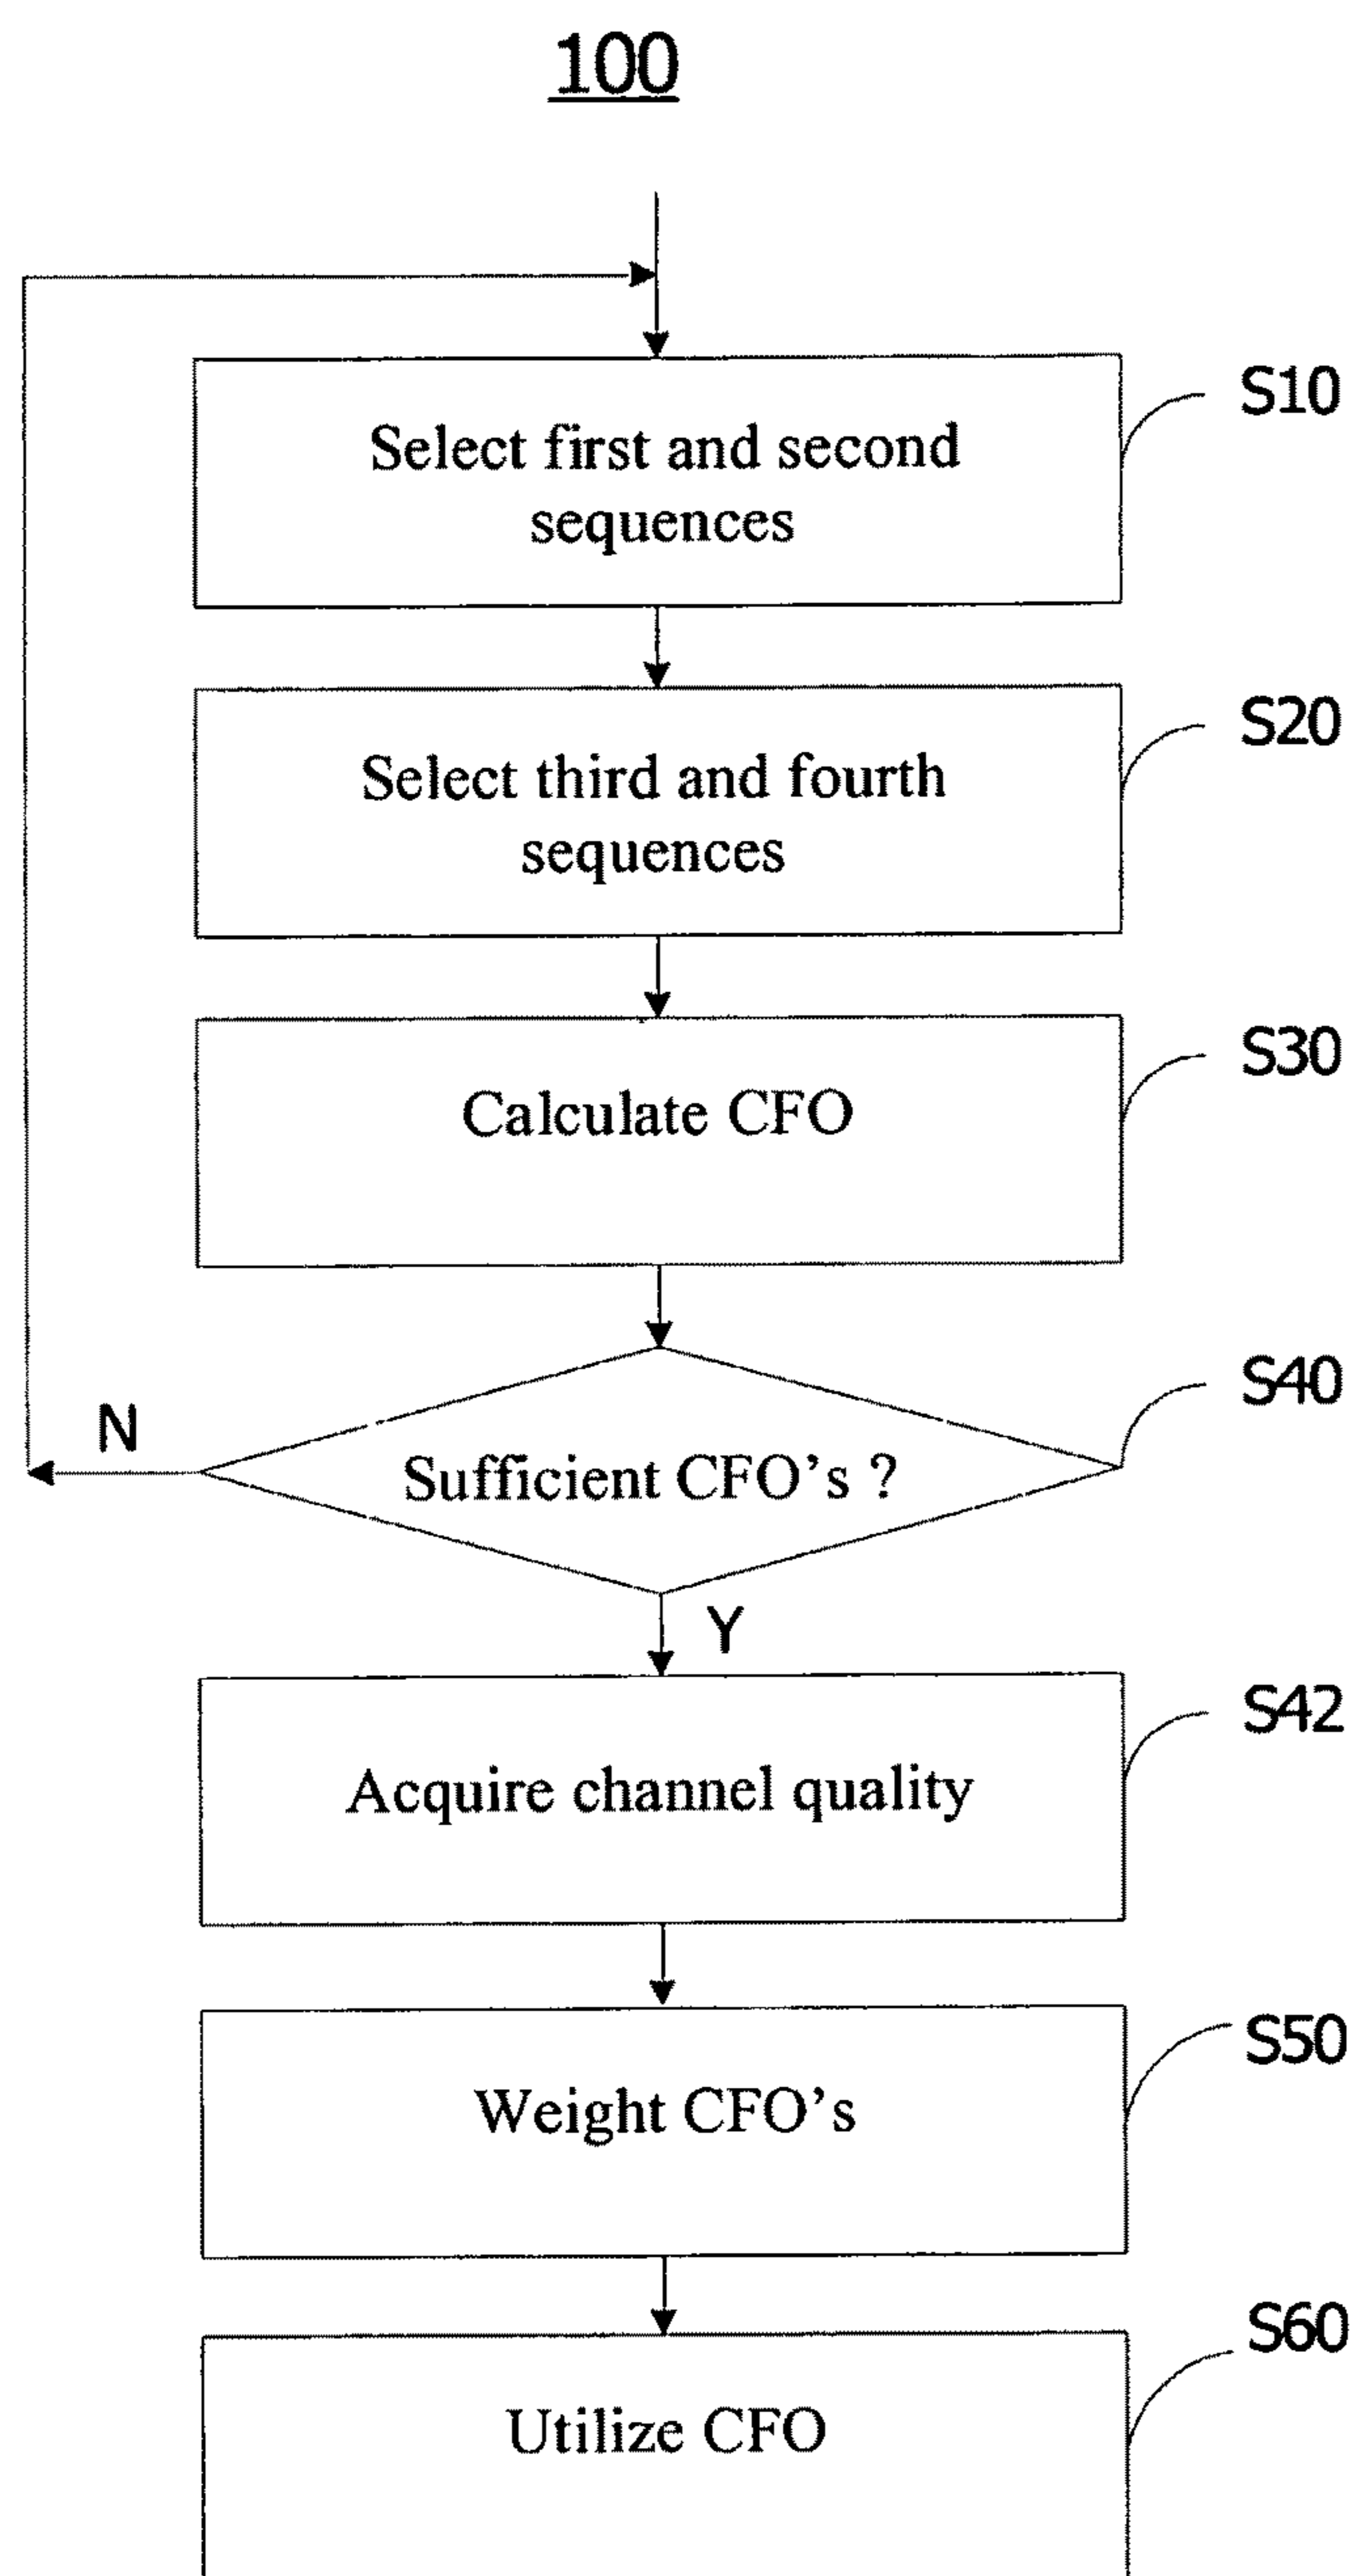 100
Select first and second
sequences
S10
Select third and fourth
sequences
S20
Calculate CFO
S30
Sufficient CFO's ?
S40
N
Y
Acquire channel quality
S42
Weight CFO's
S50
Utilize CFO
S60